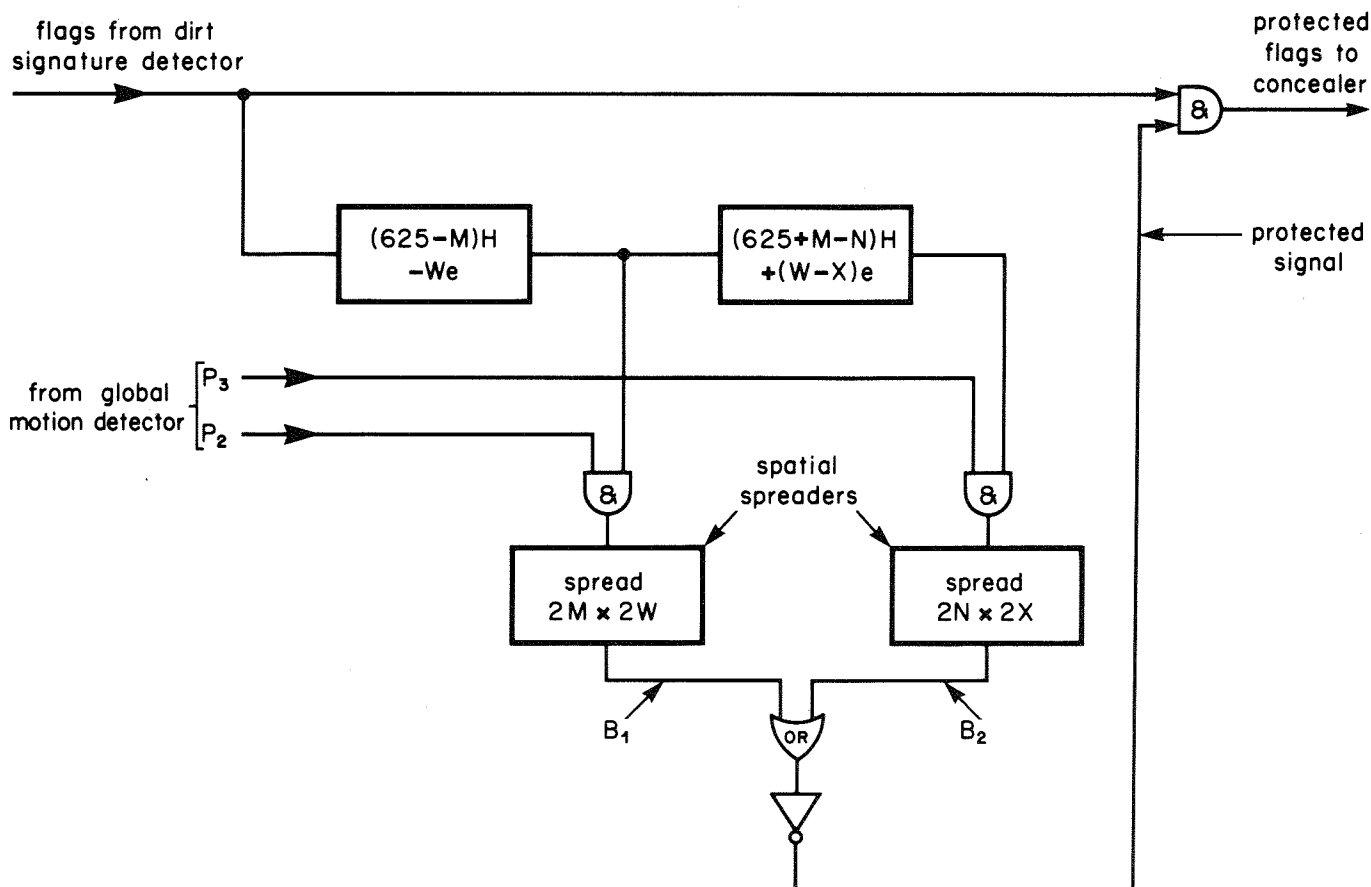 flags from dirt
signature detector
protected
flags to
concealer
&
(625-M)H
-We
(625+M-N)H
+(W-X)e
protected
signal
from global
motion detector
P₃
P₂
&
spatial
spreaders
&
spread
2M × 2W
spread
2N × 2X
B₁
OR
B₂